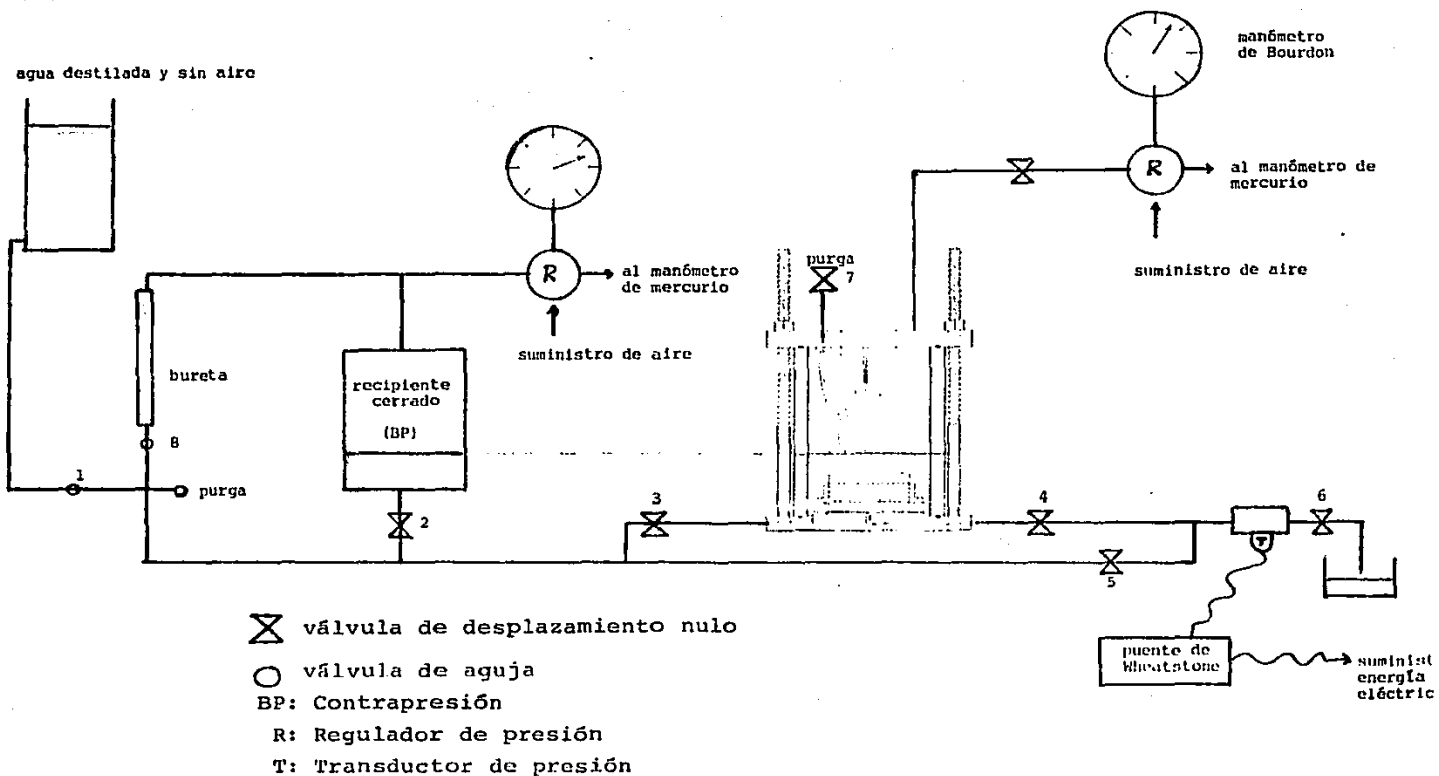 agua destilada y sin aire
manómetro
de Bourdon
R
al manómetro de
mercurio
suministro de aire
R
al manómetro
de mercurio
suministro de aire
purga
7
bureta
8
recipiente
cerrado
(BP)
1
purga
2
3
4
5
6
T
puente de
Wheatstone
suminist
energía
eléctric
válvula de desplazamiento nulo
válvula de aguja
BP: Contrapresión
R: Regulador de presión
T: Transductor de presión